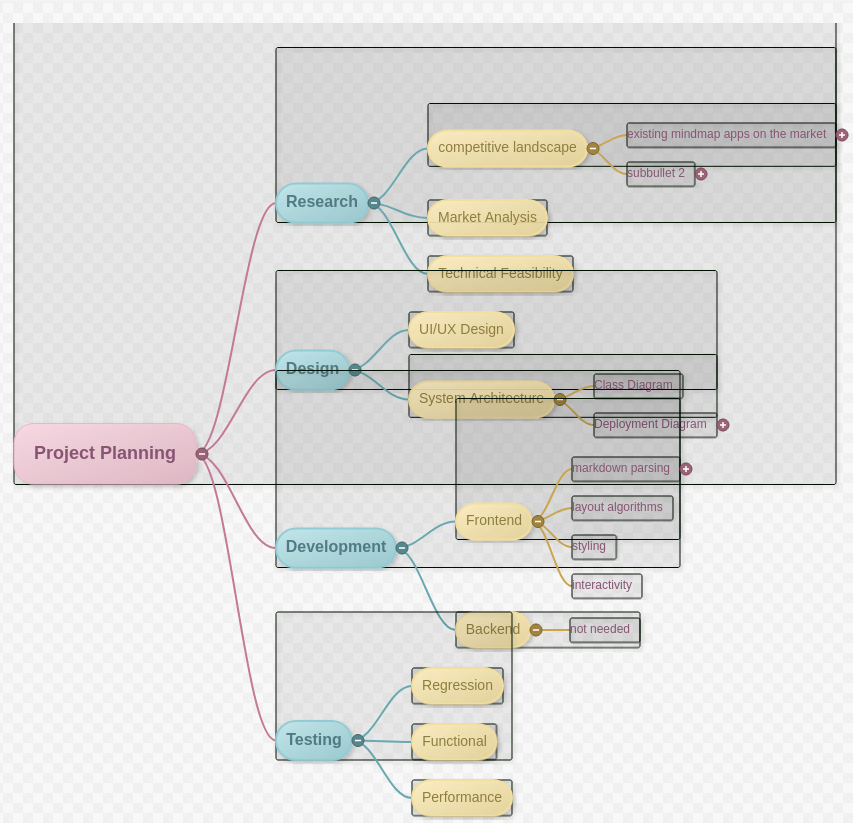 existing mindmap apps on the market
competitive landscape
subbullet 2
Research
Market Analysis
Technical Feasibility
UI/UX Design
Design
Class Diagram
System Architecture
Deployment Diagram
Project Planning
markdown parsing
layout algorithms
Frontend
Development
styling
interactivity
Backend
not needed
Regression
Testing
Functional
Performance